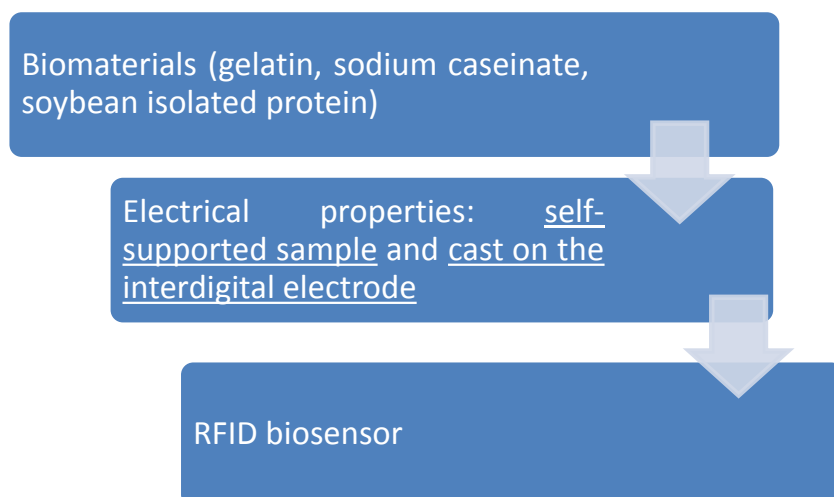 Biomaterials (gelatin, sodium caseinate,
soybean isolated protein)
Electrical properties: self-
supported sample and cast on the
interdigital electrode
RFID biosensor